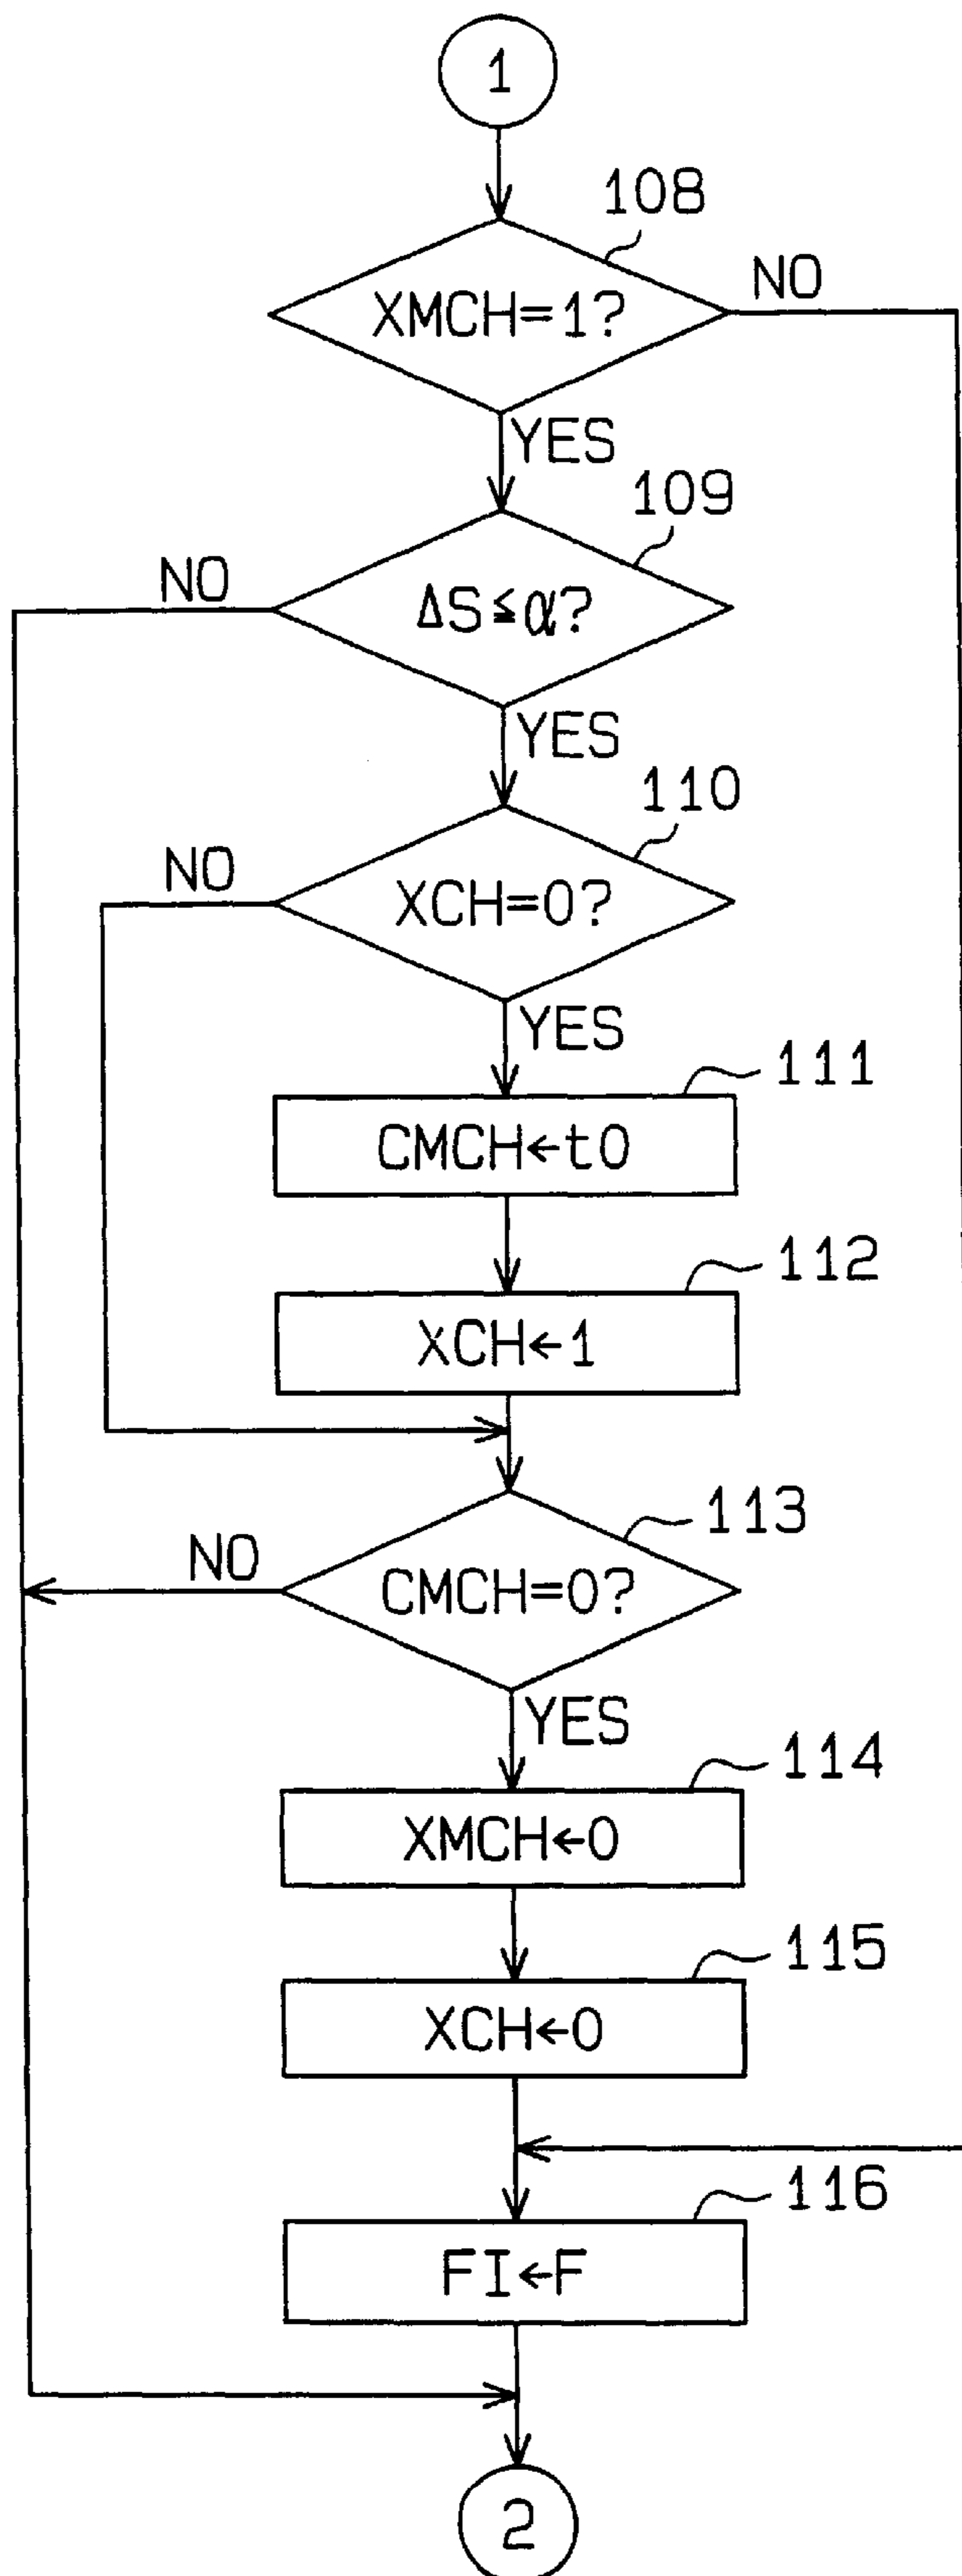 1
108
XMCH=1?
NO
YES
109
NO
ΔS≦α?
YES
110
NO
XCH=0?
YES
111
CMCH←t0
112
XCH←1
113
NO
CMCH=0?
YES
114
XMCH←0
115
XCH←0
116
FI←F
2